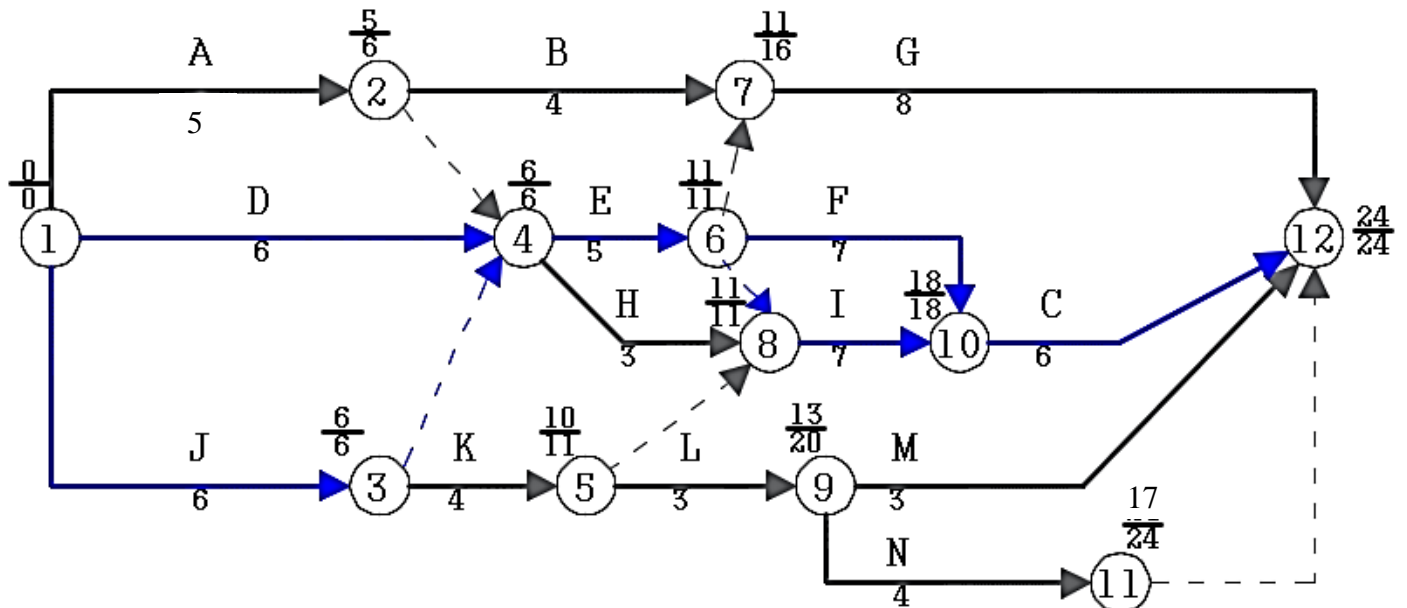 A 5/6 B 11/16 G
2 7
5 4 8
0/0 D 6/6 E 11/11 F 24/24
1 4 6 12
6 5 7
H 11/11 I 18/18 C
8 10
3 7 6
J 6/6 K 10/11 L 13/20 M
3 5 9
6 4 3 3
17/24
N
11
4